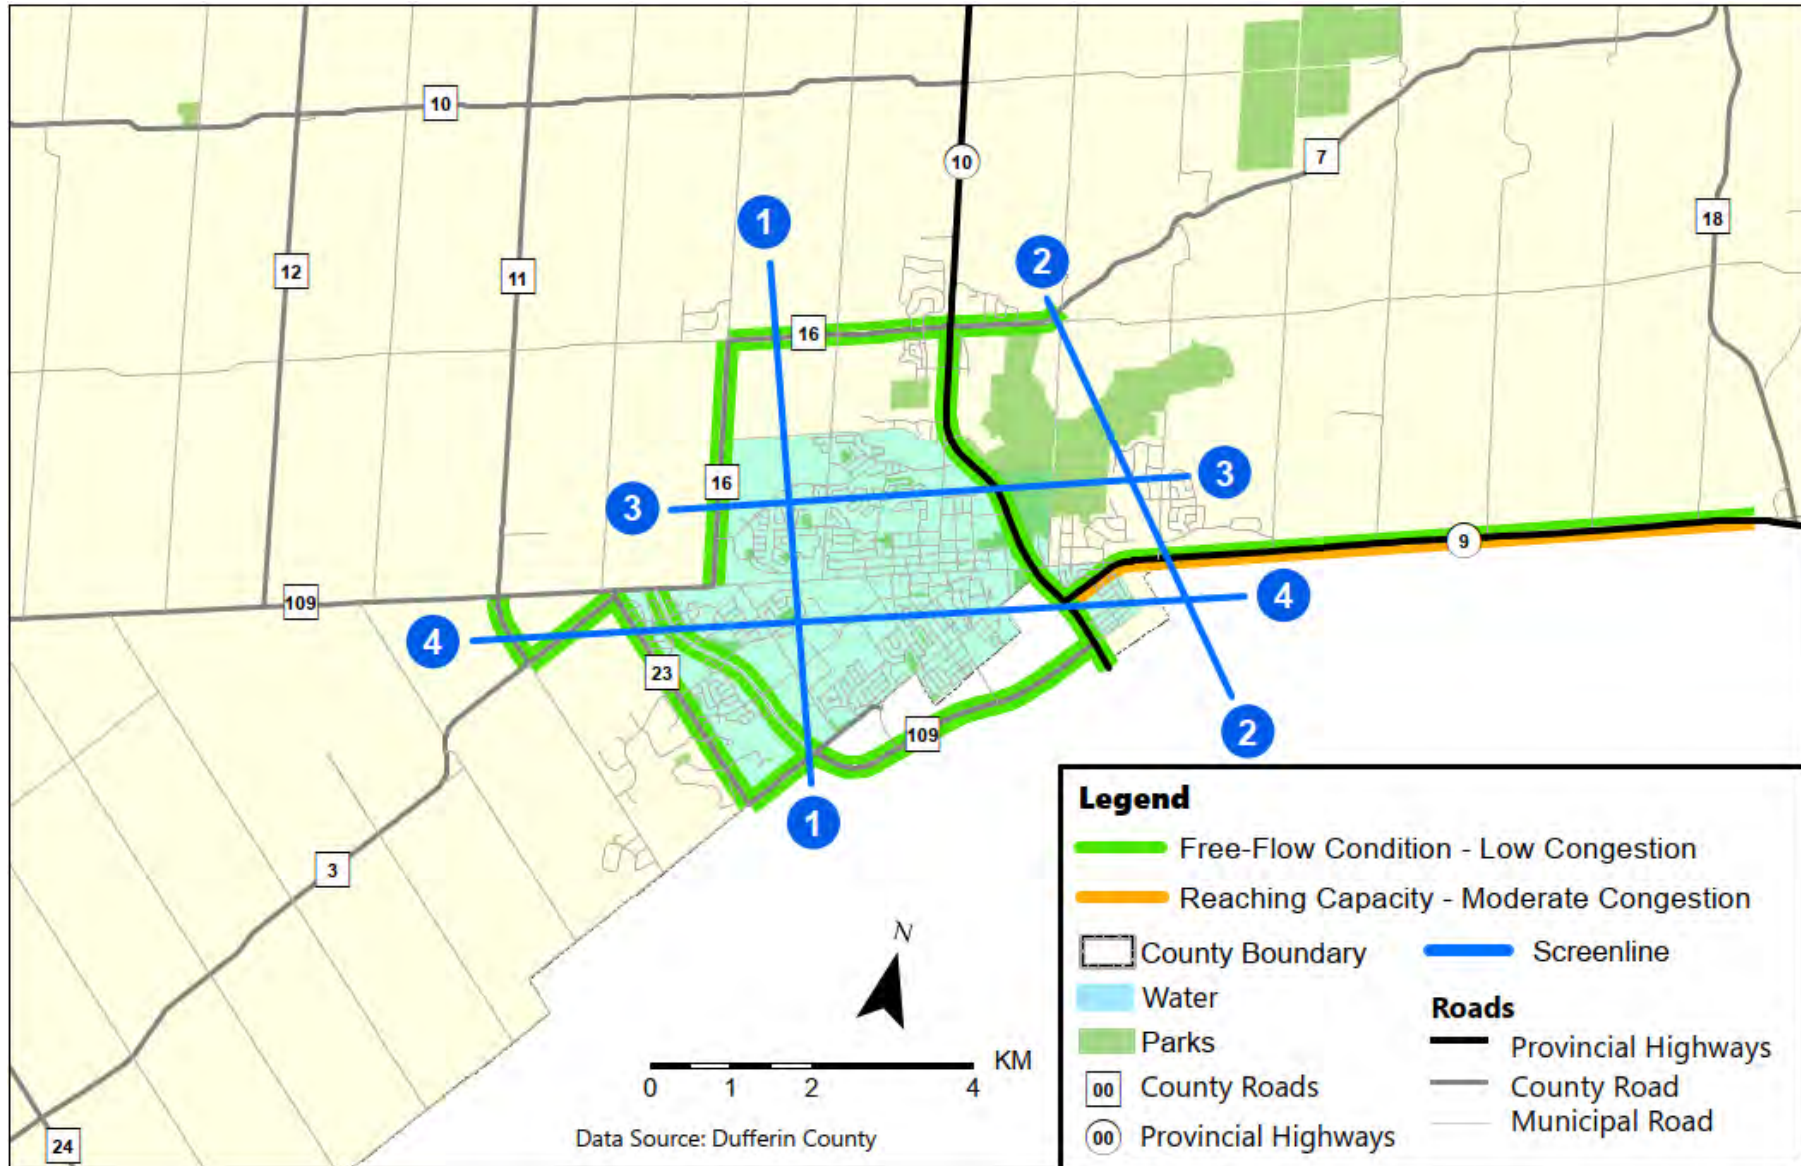 10
10
7
18
1
2
12
11
16
16
3
3
9
109
4
4
23
109
2
1
3
24
N
KM
0 1 2 4
Data Source: Dufferin County
Legend
Free-Flow Condition - Low Congestion
Reaching Capacity - Moderate Congestion
County Boundary
Screenline
Water
Parks
00 County Roads
00 Provincial Highways
Roads
Provincial Highways
County Road
Municipal Road